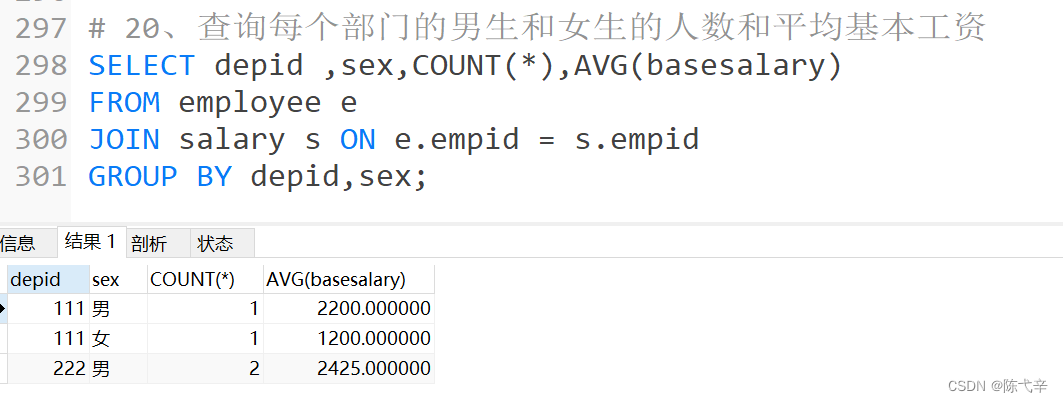 297 # 20、查询每个部门的男生和女生的人数和平均基本工资
298 SELECT depid ,sex,COUNT(*),AVG(basesalary)
299 FROM employee e
300 JOIN salary s ON e.empid = s.empid
301 GROUP BY depid,sex;
信息 结果 1 剖析 状态
depid sex COUNT(*) AVG(basesalary)
111 男 1 2200.000000
111 女 1 1200.000000
222 男 2 2425.000000
CSDN @陈弋辛